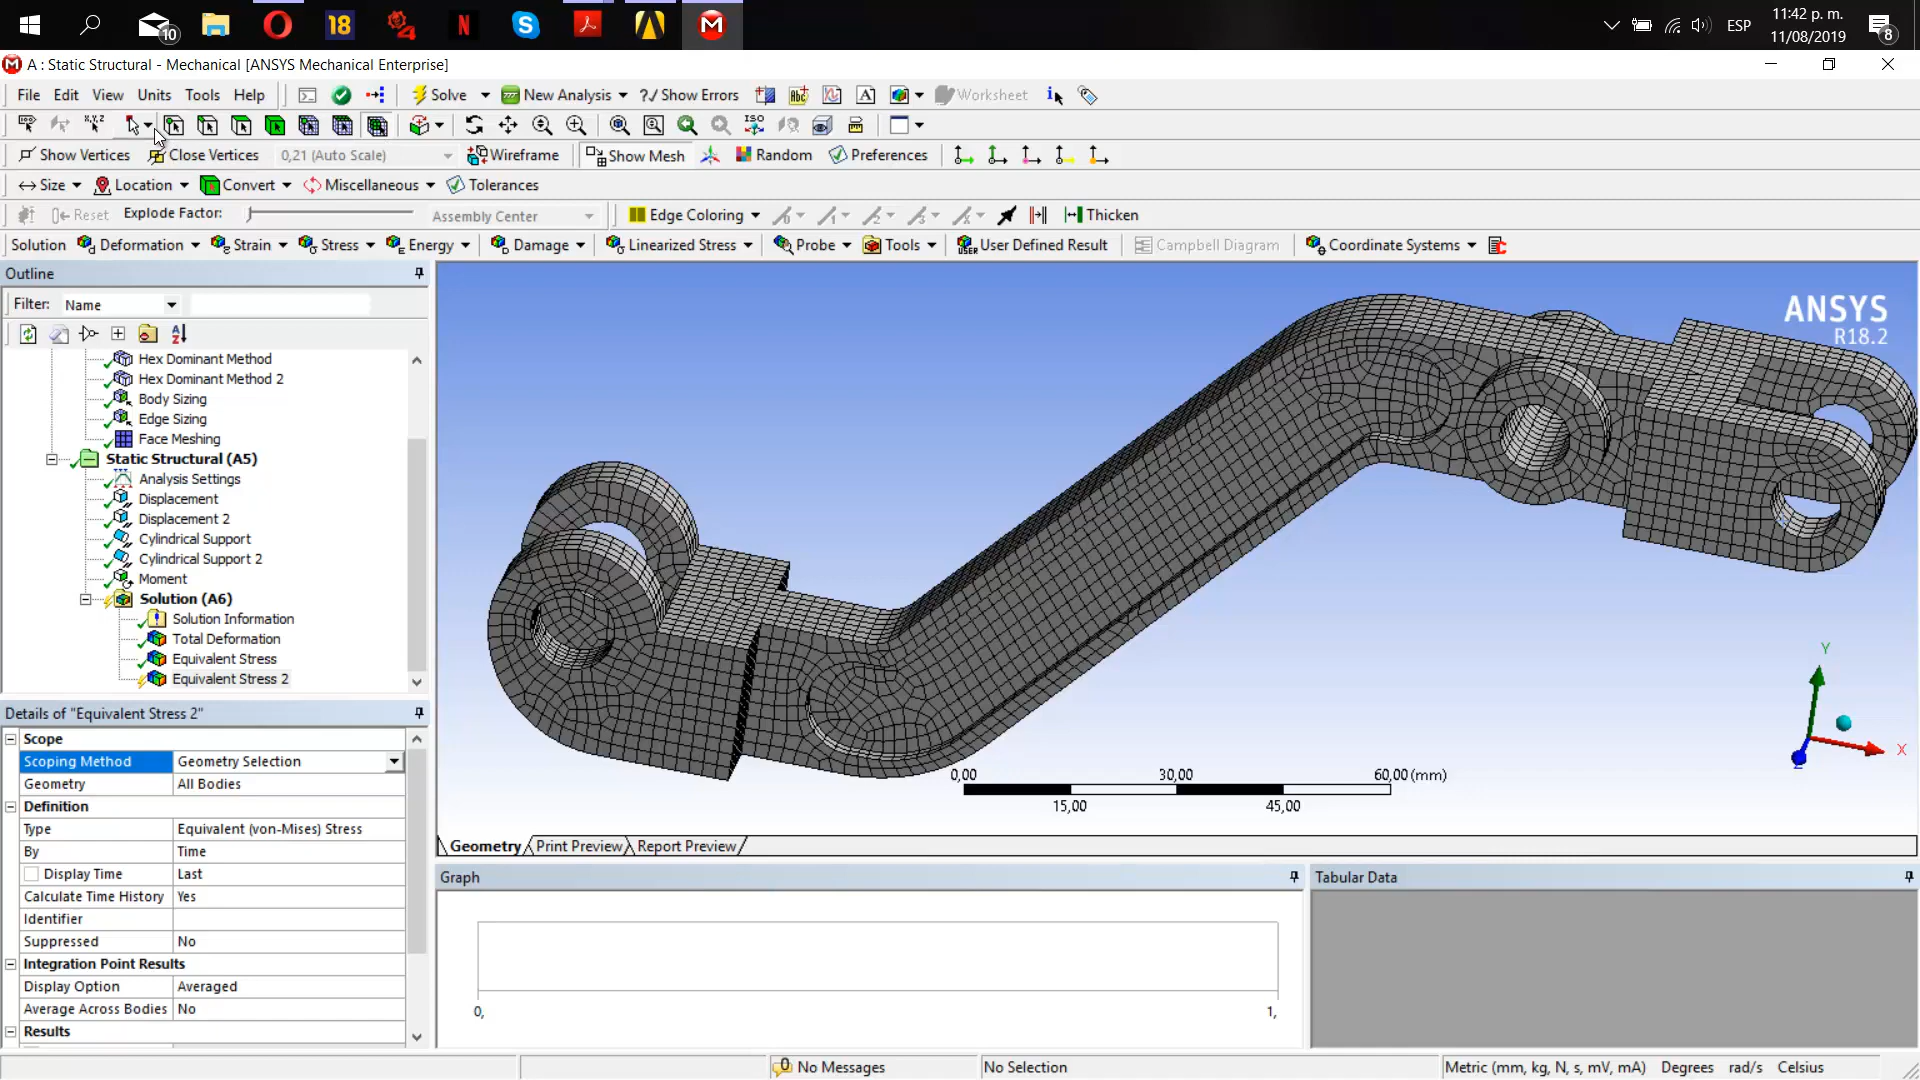 10
18
4
N
S
M
ESP
11:42 p. m.
11/08/2019
8
A : Static Structural - Mechanical [ANSYS Mechanical Enterprise]
File Edit View Units Tools Help Solve New Analysis ?/ Show Errors A Worksheet
X,Y,Z ISO
Show Vertices Close Vertices 0,21 (Auto Scale) Wireframe Show Mesh Random Preferences
Size Location Convert Miscellaneous Tolerances
Reset Explode Factor: Assembly Center Edge Coloring Thicken
Solution Deformation Strain Stress Energy Damage Linearized Stress Probe Tools User Defined Result Campbell Diagram Coordinate Systems
Outline
Filter: Name
Hex Dominant Method
Hex Dominant Method 2
Body Sizing
Edge Sizing
Face Meshing
Static Structural (A5)
Analysis Settings
Displacement
Displacement 2
Cylindrical Support
Cylindrical Support 2
Moment
Solution (A6)
Solution Information
Total Deformation
Equivalent Stress
Equivalent Stress 2
Details of "Equivalent Stress 2"
Scope
Scoping Method Geometry Selection
Geometry All Bodies
Definition
Type Equivalent (von-Mises) Stress
By Time
Display Time Last
Calculate Time History Yes
Identifier
Suppressed No
Integration Point Results
Display Option Averaged
Average Across Bodies No
Results
ANSYS
R18.2
Y
X
Z
0,00 30,00 60,00 (mm)
15,00 45,00
Geometry Print Preview Report Preview
Graph
0, 1,
Tabular Data
No Messages No Selection Metric (mm, kg, N, s, mV, mA) Degrees rad/s Celsius